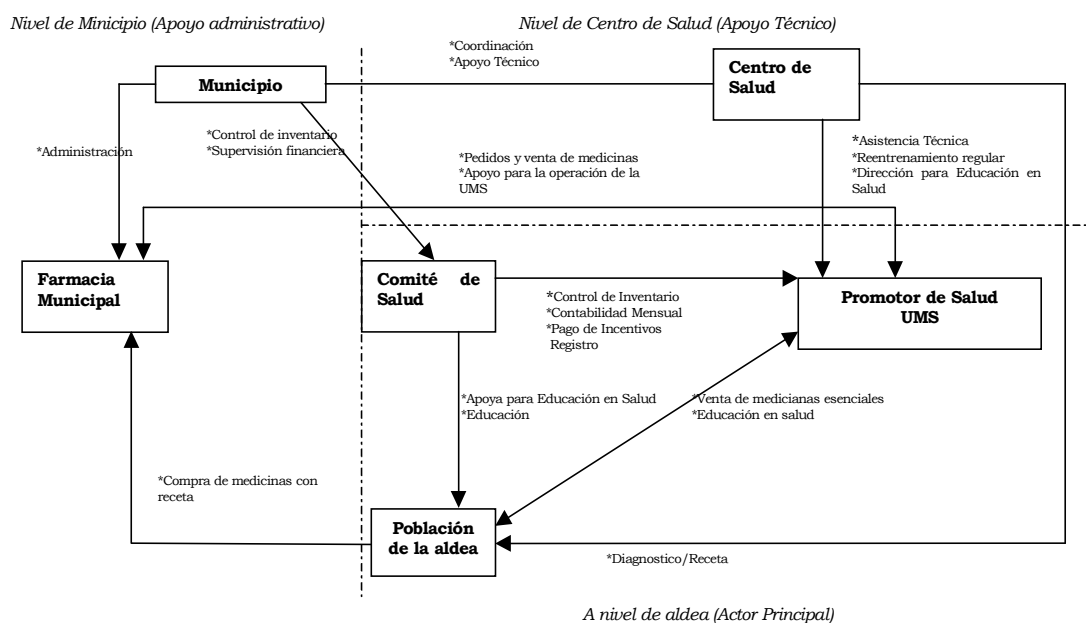 Nivel de Minicipio (Apoyo administrativo)
Nivel de Centro de Salud (Apoyo Técnico)
*Coordinación
*Apoyo Técnico
Municipio
Centro de
Salud
*Administración
*Control de inventario
*Supervisión financiera
*Pedidos y venta de medicinas
*Apoyo para la operación de la
UMS
*Asistencia Técnica
*Reentrenamiento regular
*Dirección para Educación en
Salud
Farmacia
Municipal
Comité de
Salud
*Control de Inventario
*Contabilidad Mensual
*Pago de Incentivos
Registro
Promotor de Salud
UMS
*Apoya para Educación en Salud
*Educación
*Venta de medicianas esenciales
*Educación en salud
*Compra de medicinas con
receta
Población
de la aldea
*Diagnostico/Receta
A nivel de aldea (Actor Principal)